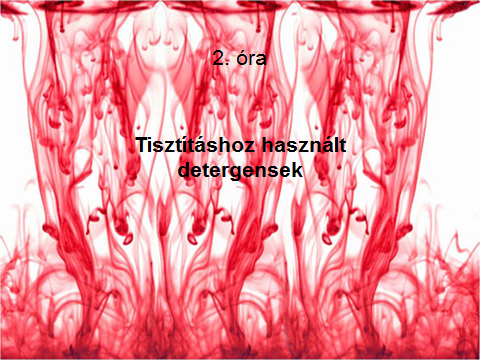 2. óra
Tisztításhoz használt
detergensek